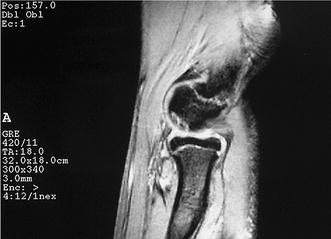 Pos:157.0
Dbl Obl
Ec:1
A
GRE
420/11
TA:18.0
32.0x18.0cm
300x340
3.0mm
Enc: >
4:12/1nex